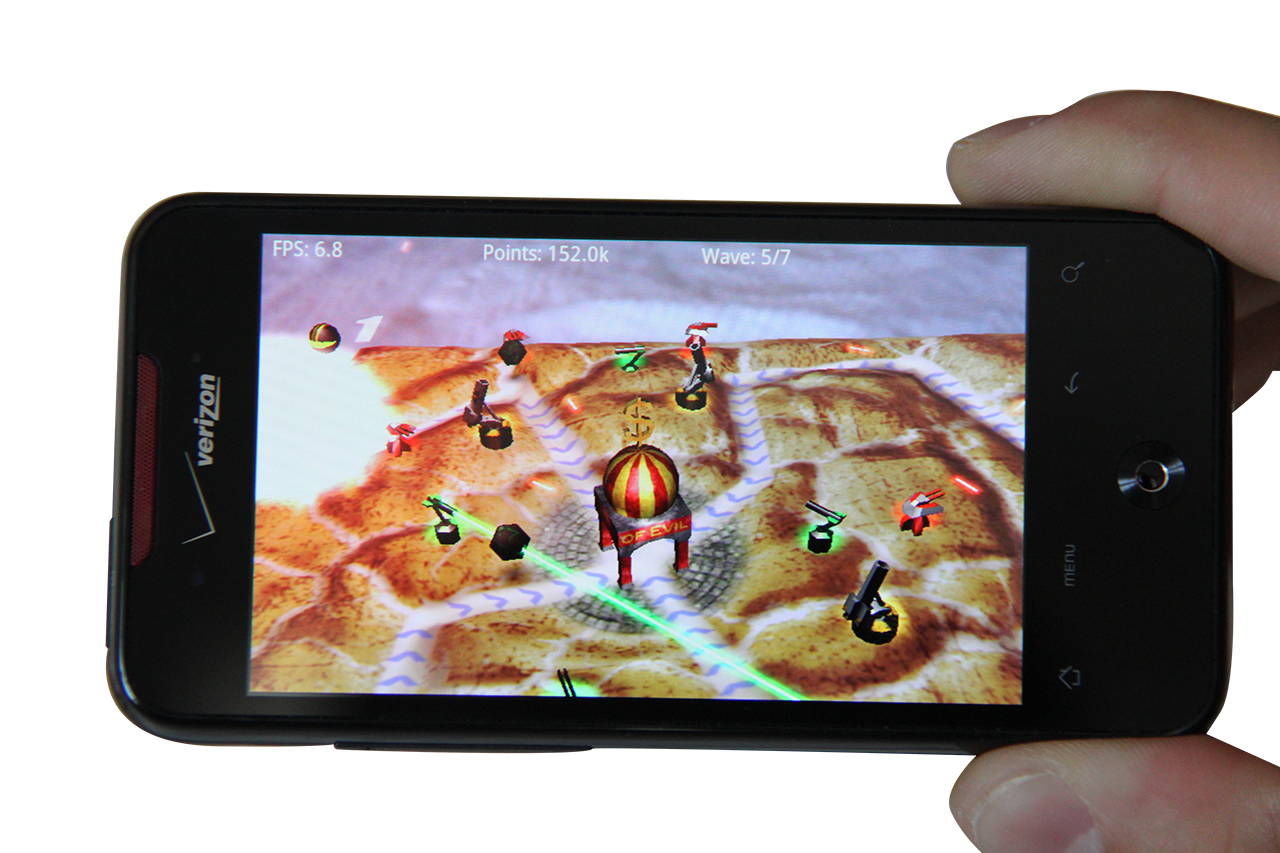 FPS: 6.8
Points: 152.0k
Wave: 5/7
1
OF EVIL
verizon
MENU